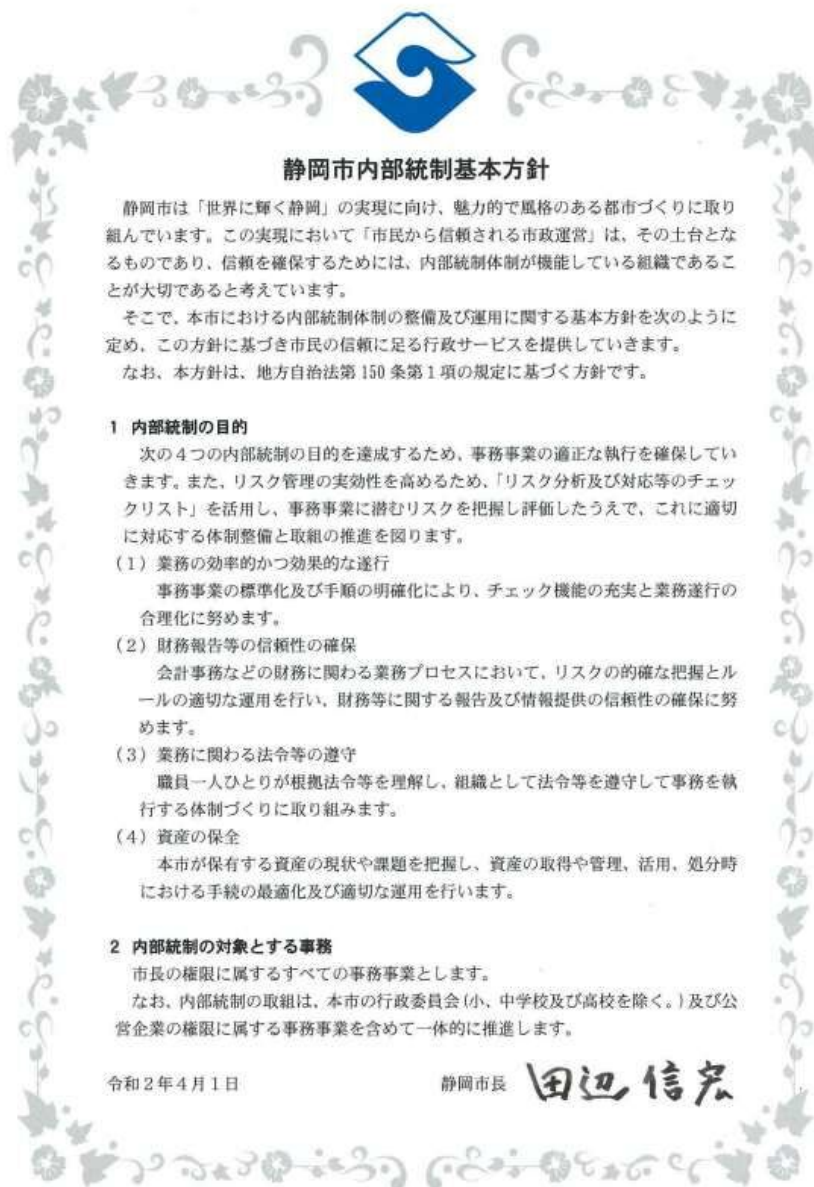 静岡市内部統制基本方針
静岡市は「世界に輝く静岡」の実現に向け、魅力的で風格のある都市づくりに取り
組んでいます。この実現において「市民から信頼される市政運営」は、その土台とな
るものであり、信頼を確保するためには、内部統制体制が機能している組織であるこ
とが大切であると考えています。
そこで、本市における内部統制体制の整備及び運用に関する基本方針を次のように
定め、この方針に基づき市民の信頼に足る行政サービスを提供していきます。
なお、本方針は、地方自治法第150条第1項の規定に基づく方針です。
1 内部統制の目的
次の4つの内部統制の目的を達成するため、事務事業の適正な執行を確保してい
きます。また、リスク管理の実効性を高めるため、「リスク分析及び対応等のチェッ
クリスト」を活用し、事務事業に潜むリスクを把握し評価したうえで、これに適切
に対応する体制整備と取組の推進を図ります。
(1)業務の効率的かつ効果的な遂行
事務事業の標準化及び手順の明確化により、チェック機能の充実と業務遂行の
合理化に努めます。
(2)財務報告等の信頼性の確保
会計事務などの財務に関わる業務プロセスにおいて、リスクの的確な把握とル
ールの適切な運用を行い、財務等に関する報告及び情報提供の信頼性の確保に努
めます。
(3)業務に関わる法令等の遵守
職員一人ひとりが根拠法令等を理解し、組織として法令等を遵守して事務を執
行する体制づくりに取り組みます。
(4)資産の保全
本市が保有する資産の現状や課題を把握し、資産の取得や管理、活用、処分時
における手続の最適化及び適切な運用を行います。
2 内部統制の対象とする事務
市長の権限に属するすべての事務事業とします。
なお、内部統制の取組は、本市の行政委員会(小、中学校及び高校を除く。)及び公
営企業の権限に属する事務事業を含めて一体的に推進します。
令和2年4月1日 静岡市長 田辺信宏